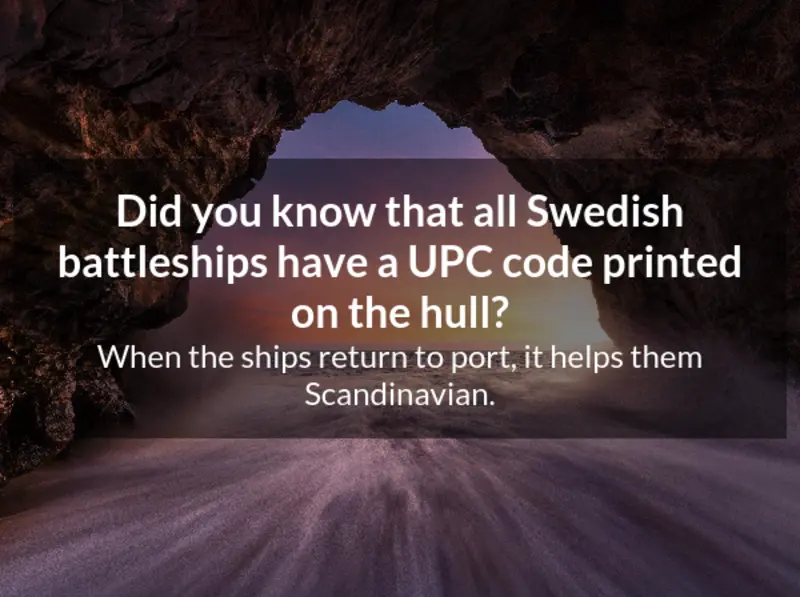 Did you know that all Swedish
battleships have a UPC code printed
on the hull?
When the ships return to port, it helps them
Scandinavian.